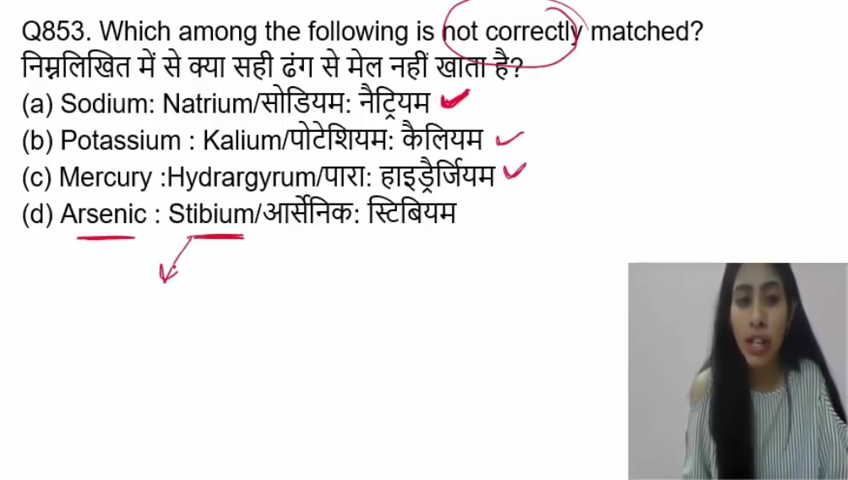 Q853. Which among the following is not correctly matched?
निम्नलिखित में से क्या सही ढंग से मेल नहीं खाता है?
(a) Sodium: Natrium/सोडियम: नैट्रियम
(b) Potassium : Kalium/पोटेशियम: कैलियम
(c) Mercury :Hydrargyrum/पारा: हाइड्रैर्जियम
(d) Arsenic : Stibium/आर्सेनिक: स्टिबियम